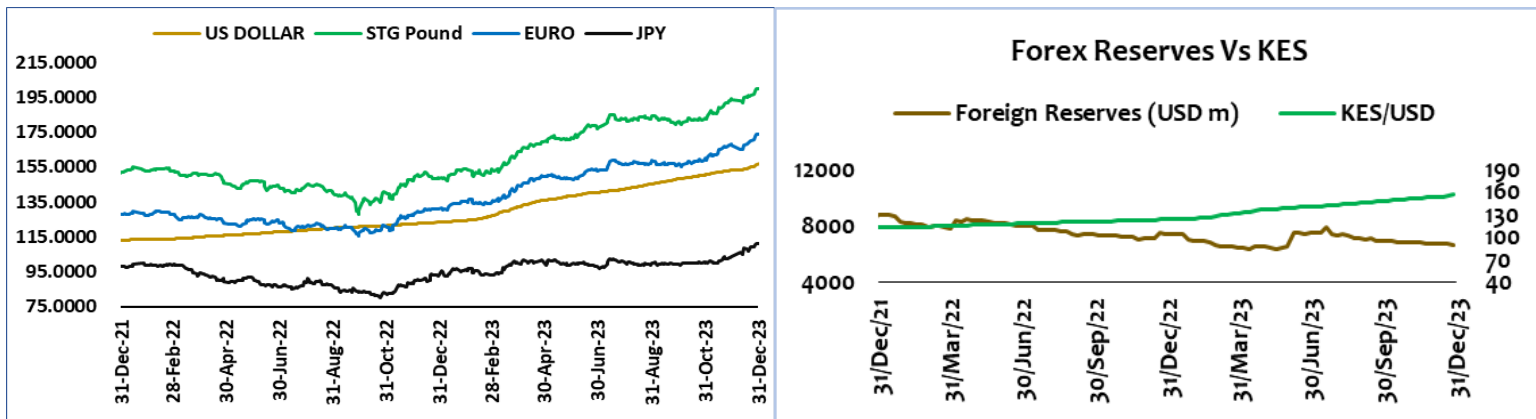 US DOLLAR STG Pound EURO JPY
215.0000
195.0000
175.0000
155.0000
135.0000
115.0000
95.0000
75.0000
31-Dec-21
28-Feb-22
30-Apr-22
30-Jun-22
31-Aug-22
31-Oct-22
31-Dec-22
28-Feb-23
30-Apr-23
30-Jun-23
31-Aug-23
31-Oct-23
31-Dec-23
Forex Reserves Vs KES
Foreign Reserves (USD m) KES/USD
12000
8000
4000
190
160
130
100
70
40
31/Dec/21
31/Mar/22
30/Jun/22
30/Sep/22
31/Dec/22
31/Mar/23
30/Jun/23
30/Sep/23
31/Dec/23